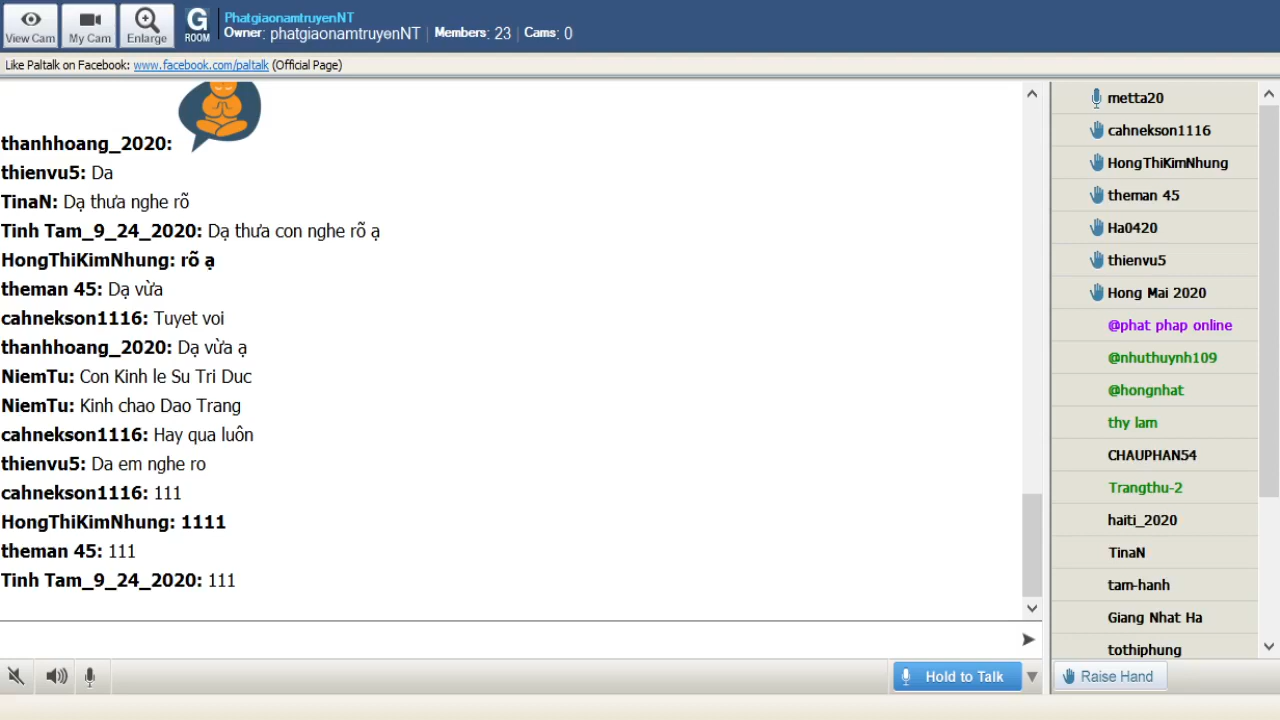 View Cam
My Cam
Enlarge
G
ROOM
PhatgiaonamtruyenNT
Owner: phatgiaonamtruyenNT | Members: 23 | Cams: 0
Like Paltalk on Facebook: www.facebook.com/paltalk (Official Page)
thanhhoang_2020:
thienvu5: Da
TinaN: Dạ thưa nghe rõ
Tinh Tam_9_24_2020: Dạ thưa con nghe rõ ạ
HongThiKimNhung: rõ ạ
theman 45: Dạ vừa
cahnekson1116: Tuyet voi
thanhhoang_2020: Dạ vừa ạ
NiemTu: Con Kinh le Su Tri Duc
NiemTu: Kinh chao Dao Trang
cahnekson1116: Hay qua luôn
thienvu5: Da em nghe ro
cahnekson1116: 111
HongThiKimNhung: 1111
theman 45: 111
Tinh Tam_9_24_2020: 111
metta20
cahnekson1116
HongThiKimNhung
theman 45
Ha0420
thienvu5
Hong Mai 2020
@phat phap online
@nhuthuynh109
@hongnhat
thy lam
CHAUPHAN54
Trangthu-2
haiti_2020
TinaN
tam-hanh
Giang Nhat Ha
tothiphung
Hold to Talk
Raise Hand